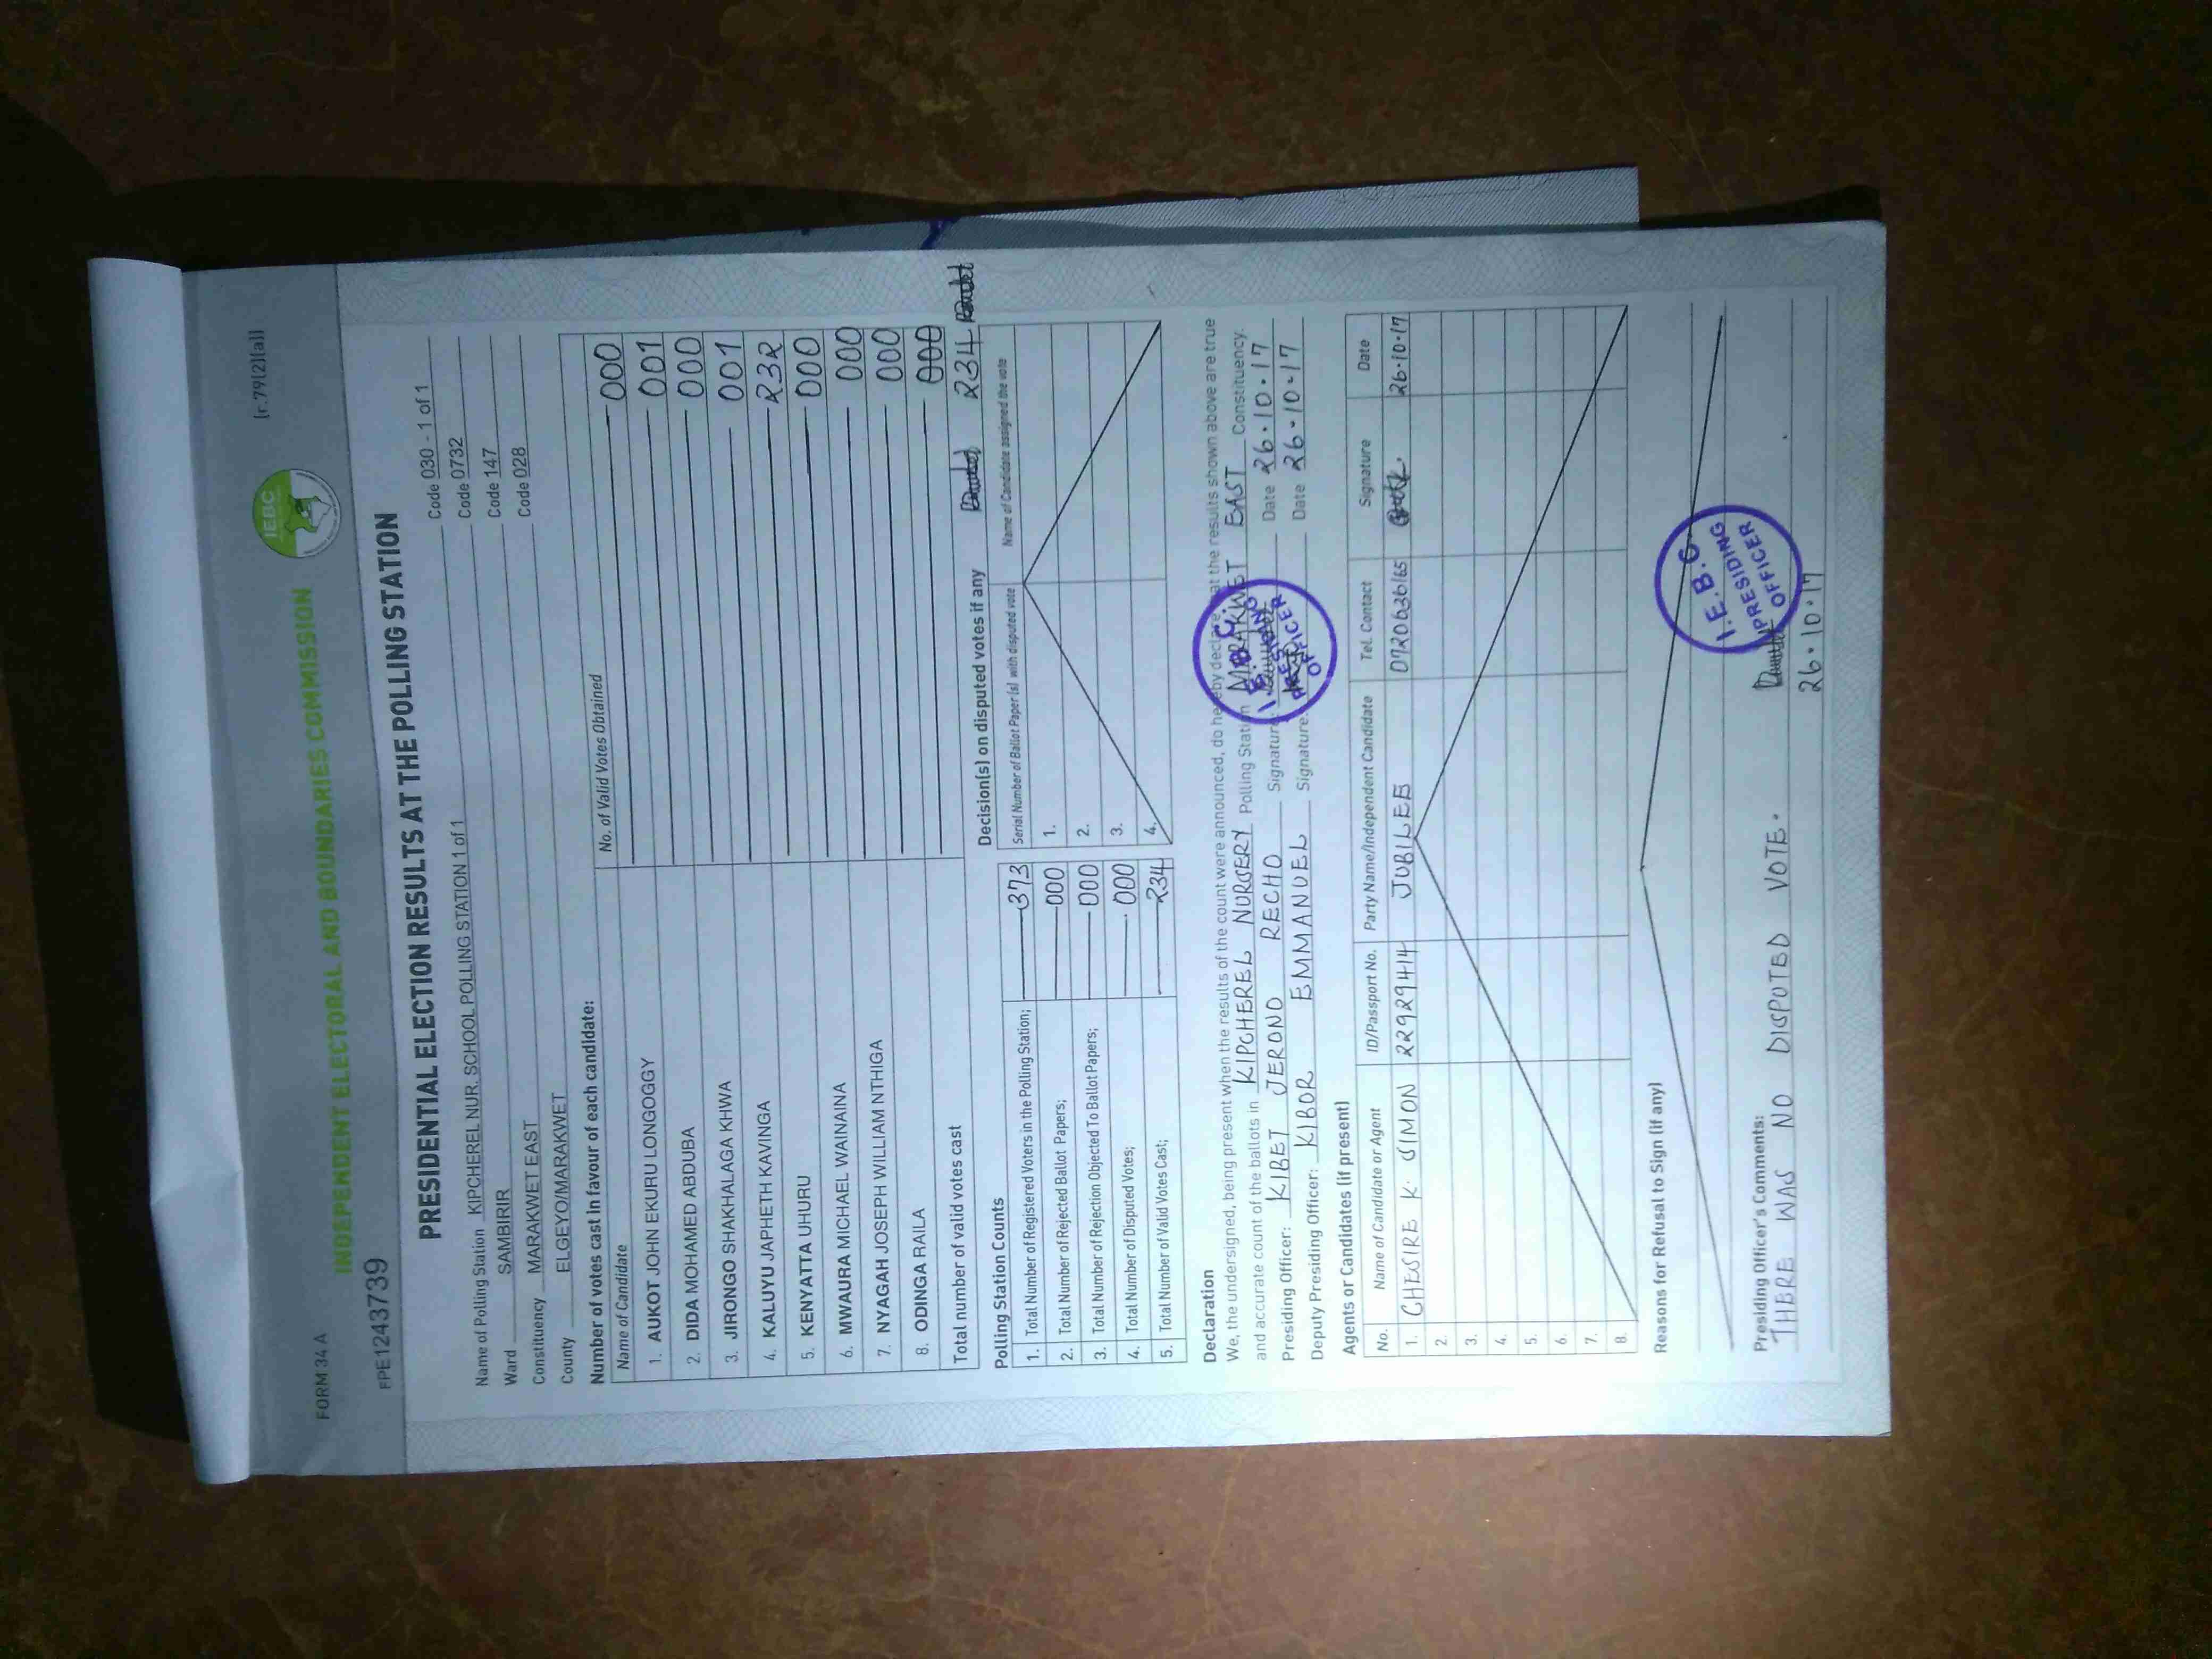 FORM 34 A
INDEPENDENT ELECTORAL AND BOUNDARIES COMMISSION
IEBC
(r.79(2)(a))
FPE1243739
PRESIDENTIAL ELECTION RESULTS AT THE POLLING STATION
Name of Polling Station KIPCHEREL NUR. SCHOOL POLLING STATION 1 of 1 Code 030 - 1 of 1
Ward SAMBIRIR Code 0732
Constituency MARAKWET EAST Code 147
County ELGEYO/MARAKWET Code 028
Number of votes cast in favour of each candidate:
Name of Candidate No. of Valid Votes Obtained
1. AUKOT JOHN EKURU LONGOGGY 000
2. DIDA MOHAMED ABDUBA 001
3. JIRONGO SHAKHALAGA KHWA 000
4. KALUYU JAPHETH KAVINGA 001
5. KENYATTA UHURU 232
6. MWAURA MICHAEL WAINAINA 000
7. NYAGAH JOSEPH WILLIAM NTHIGA 000
8. ODINGA RAILA 000
Total number of valid votes cast 000
234
Polling Station Counts
1. Total Number of Registered Voters in the Polling Station; 373
2. Total Number of Rejected Ballot Papers; 000
3. Total Number of Rejection Objected To Ballot Papers; 000
4. Total Number of Disputed Votes; 000
5. Total Number of Valid Votes Cast; 234
Decision(s) on disputed votes if any
Serial Number of Ballot Paper(s) with disputed vote Name of Candidate assigned the vote
1.
2.
3.
4.
Declaration
We, the undersigned, being present when the results of the count were announced, do hereby declare that the results shown above are true
and accurate count of the ballots in KIPCHEREL NURSERY Polling Station MARAKWET EAST Constituency.
Presiding Officer: KIBET JERONO RECHO Signature: Date 26.10.17
Deputy Presiding Officer: KIBOR EMMANUEL Signature: Date 26.10.17
I.E.B.C.
PRESIDING
OFFICER
Agents or Candidates (if present)
No. Name of Candidate or Agent ID/Passport No. Party Name/Independent Candidate Tel. Contact Signature Date
1. CHESIRE K. SIMON 22929414 JUBILEE 0720636165 26.10.17
2.
3.
4.
5.
6.
7.
8.
Reasons for Refusal to Sign (if any)
Presiding Officer's Comments:
THERE WAS NO DISPUTED VOTE.
I.E.B.C.
PRESIDING
OFFICER
26.10.17